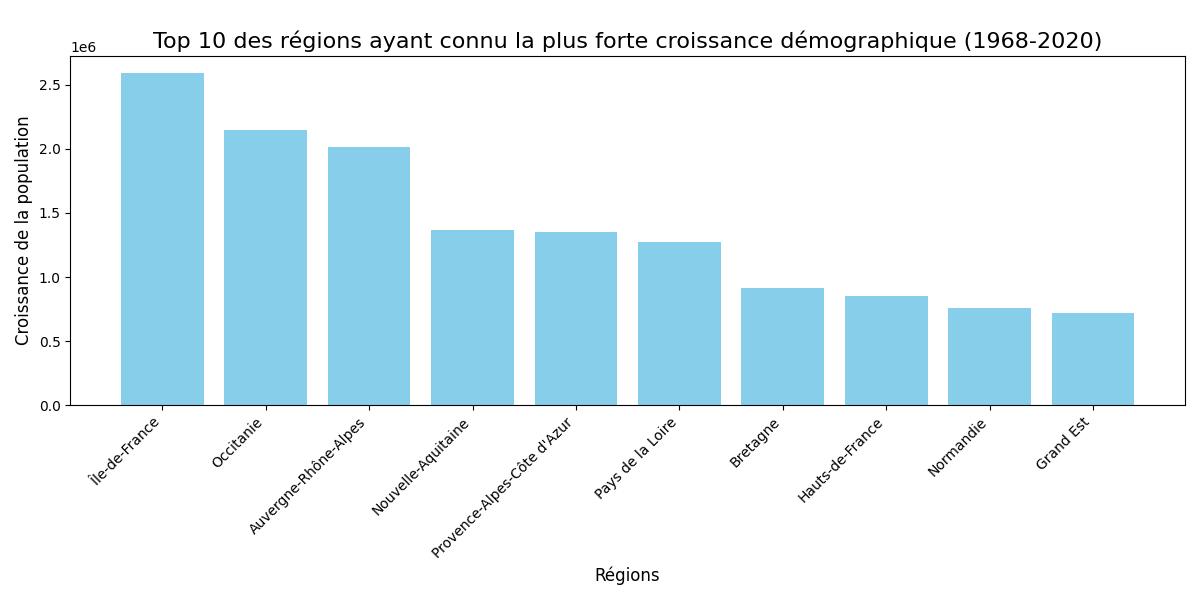 Top 10 des régions ayant connu la plus forte croissance démographique (1968-2020)
1e6
Croissance de la population
2.5
2.0
1.5
1.0
0.5
0.0
Île-de-France
Occitanie
Auvergne-Rhône-Alpes
Nouvelle-Aquitaine
Provence-Alpes-Côte d'Azur
Pays de la Loire
Bretagne
Hauts-de-France
Normandie
Grand Est
Régions